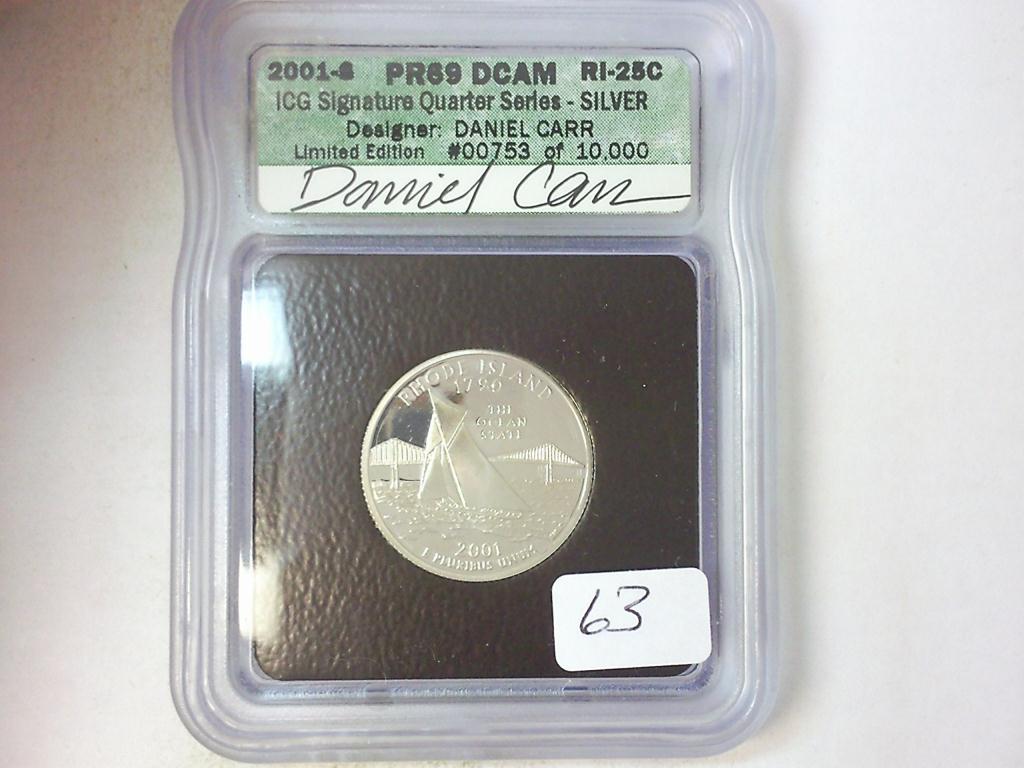 2001-S PR69 DCAM RI-25C
ICG Signature Quarter Series - SILVER
Designer: DANIEL CARR
Limited Edition #00753 of 10,000
Daniel Carr
RHODE ISLAND
1790
THE
OCEAN
STATE
2001
E PLURIBUS UNUM
63